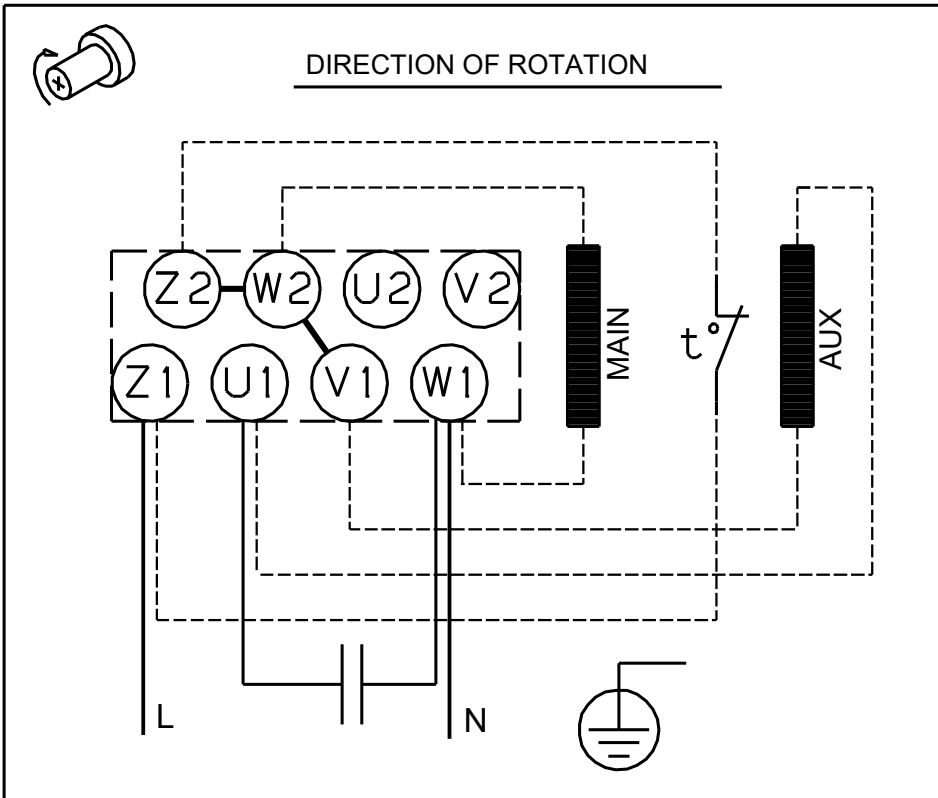 DIRECTION OF ROTATION
Z2 W2 U2 V2
Z1 U1 V1 W1
MAIN
t°
AUX
L
N